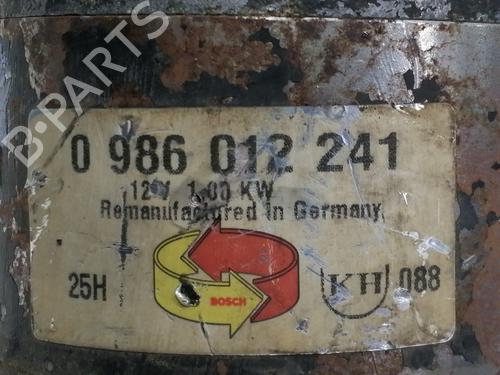 B·PARTS
0 986 012 241
12 V 1,00 KW
Remanufactured in Germany
25H
BOSCH
KH
088